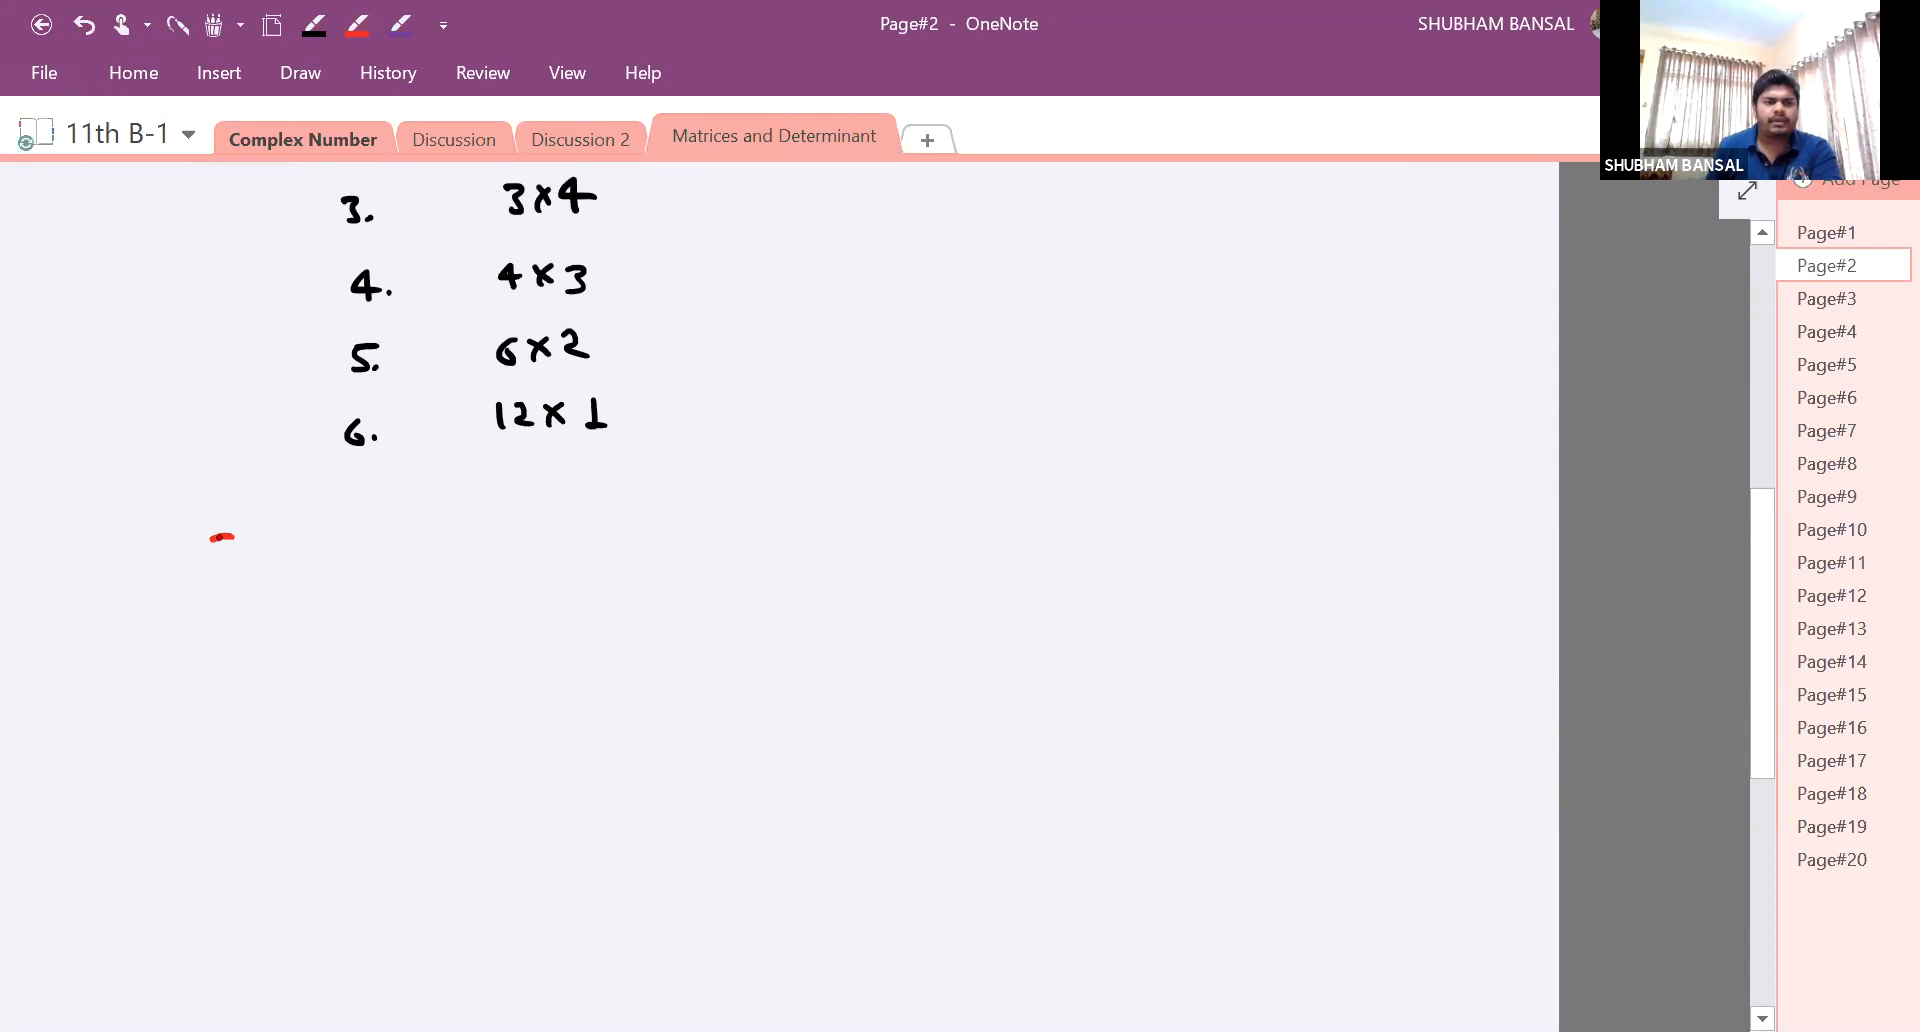 Page#2 - OneNote
SHUBHAM BANSAL
File Home Insert Draw History Review View Help
11th B-1
Complex Number Discussion Discussion 2 Matrices and Determinant +
SHUBHAM BANSAL
Add Page
3. 3×4
4. 4×3
5. 6×2
6. 12×1
Page#1
Page#2
Page#3
Page#4
Page#5
Page#6
Page#7
Page#8
Page#9
Page#10
Page#11
Page#12
Page#13
Page#14
Page#15
Page#16
Page#17
Page#18
Page#19
Page#20